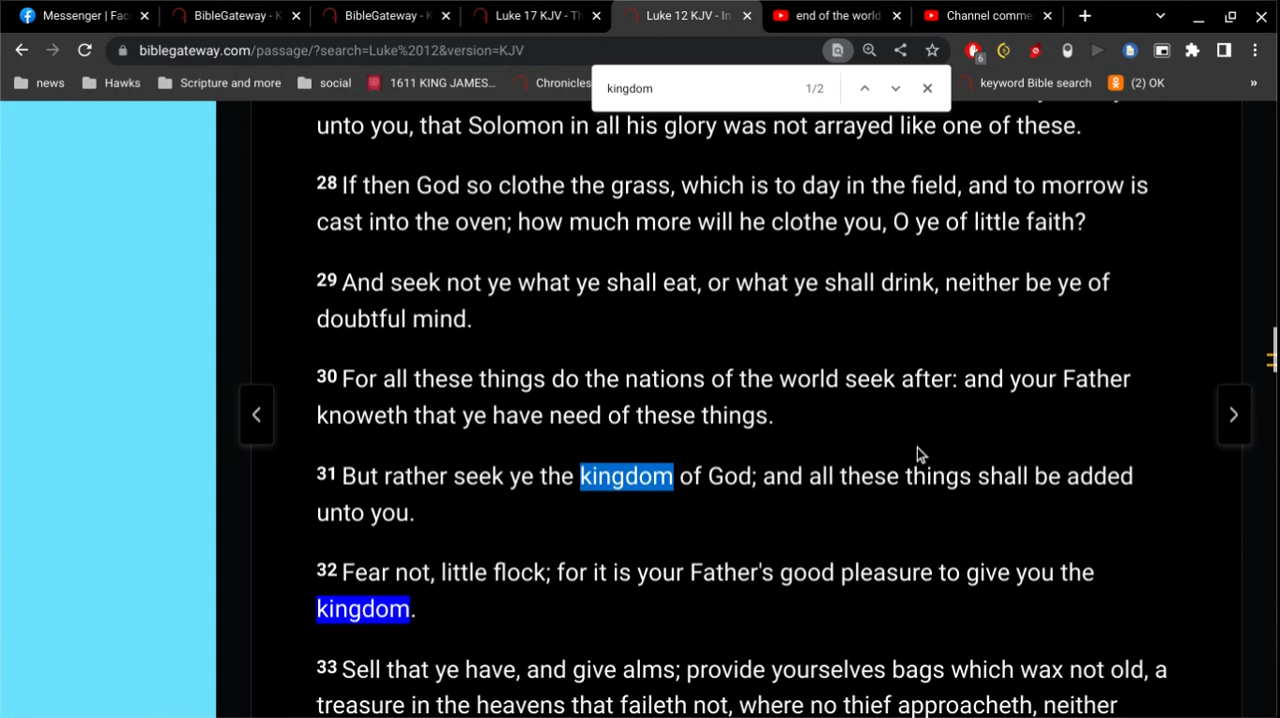 Messenger | Fac
BibleGateway - K
BibleGateway - K
Luke 17 KJV - Th
Luke 12 KJV - In
end of the world
Channel comme
biblegateway.com/passage/?search=Luke%2012&version=KJV
6
news
Hawks
Scripture and more
social
1611 KING JAMES...
Chronicles
keyword Bible search
(2) OK
»
kingdom 1/2
unto you, that Solomon in all his glory was not arrayed like one of these.
28 If then God so clothe the grass, which is to day in the field, and to morrow is
cast into the oven; how much more will he clothe you, O ye of little faith?
29 And seek not ye what ye shall eat, or what ye shall drink, neither be ye of
doubtful mind.
30 For all these things do the nations of the world seek after: and your Father
knoweth that ye have need of these things.
31 But rather seek ye the kingdom of God; and all these things shall be added
unto you.
32 Fear not, little flock; for it is your Father's good pleasure to give you the
kingdom.
33 Sell that ye have, and give alms; provide yourselves bags which wax not old, a
treasure in the heavens that faileth not, where no thief approacheth, neither